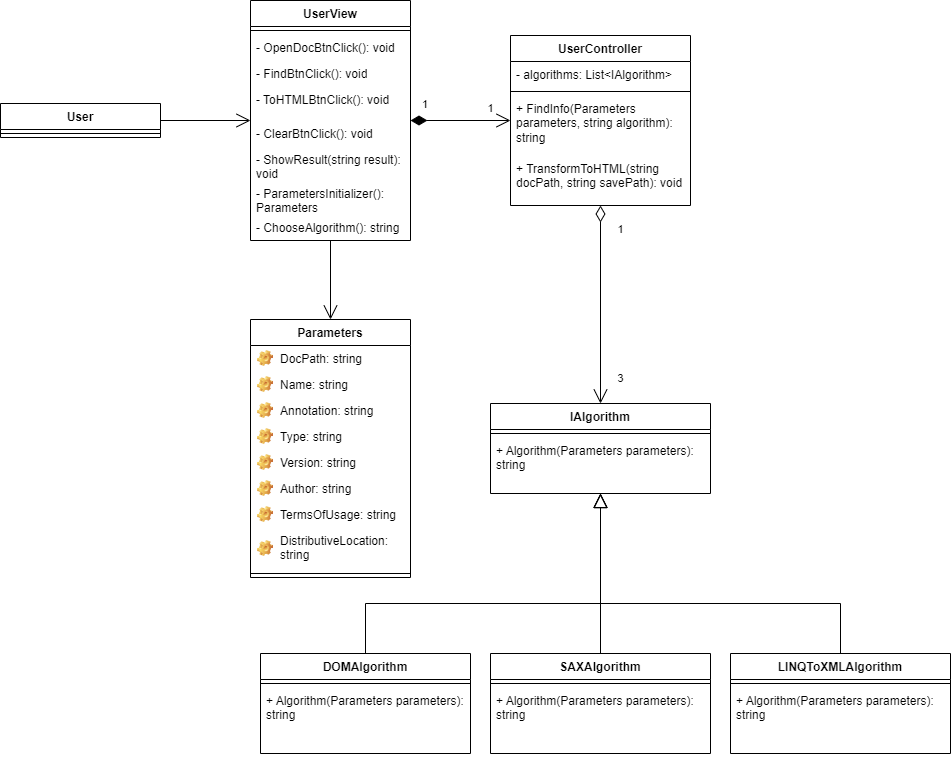 UserView
- OpenDocBtnClick(): void
- FindBtnClick(): void
- ToHTMLBtnClick(): void
- ClearBtnClick(): void
- ShowResult(string result):
void
- ParametersInitializer():
Parameters
- ChooseAlgorithm(): string
User
1
1
UserController
- algorithms: List<IAlgorithm>
+ FindInfo(Parameters
parameters, string algorithm):
string
+ TransformToHTML(string
docPath, string savePath): void
1
3
Parameters
DocPath: string
Name: string
Annotation: string
Type: string
Version: string
Author: string
TermsOfUsage: string
DistributiveLocation:
string
IAlgorithm
+ Algorithm(Parameters parameters):
string
DOMAlgorithm
+ Algorithm(Parameters parameters):
string
SAXAlgorithm
+ Algorithm(Parameters parameters):
string
LINQToXMLAlgorithm
+ Algorithm(Parameters parameters):
string